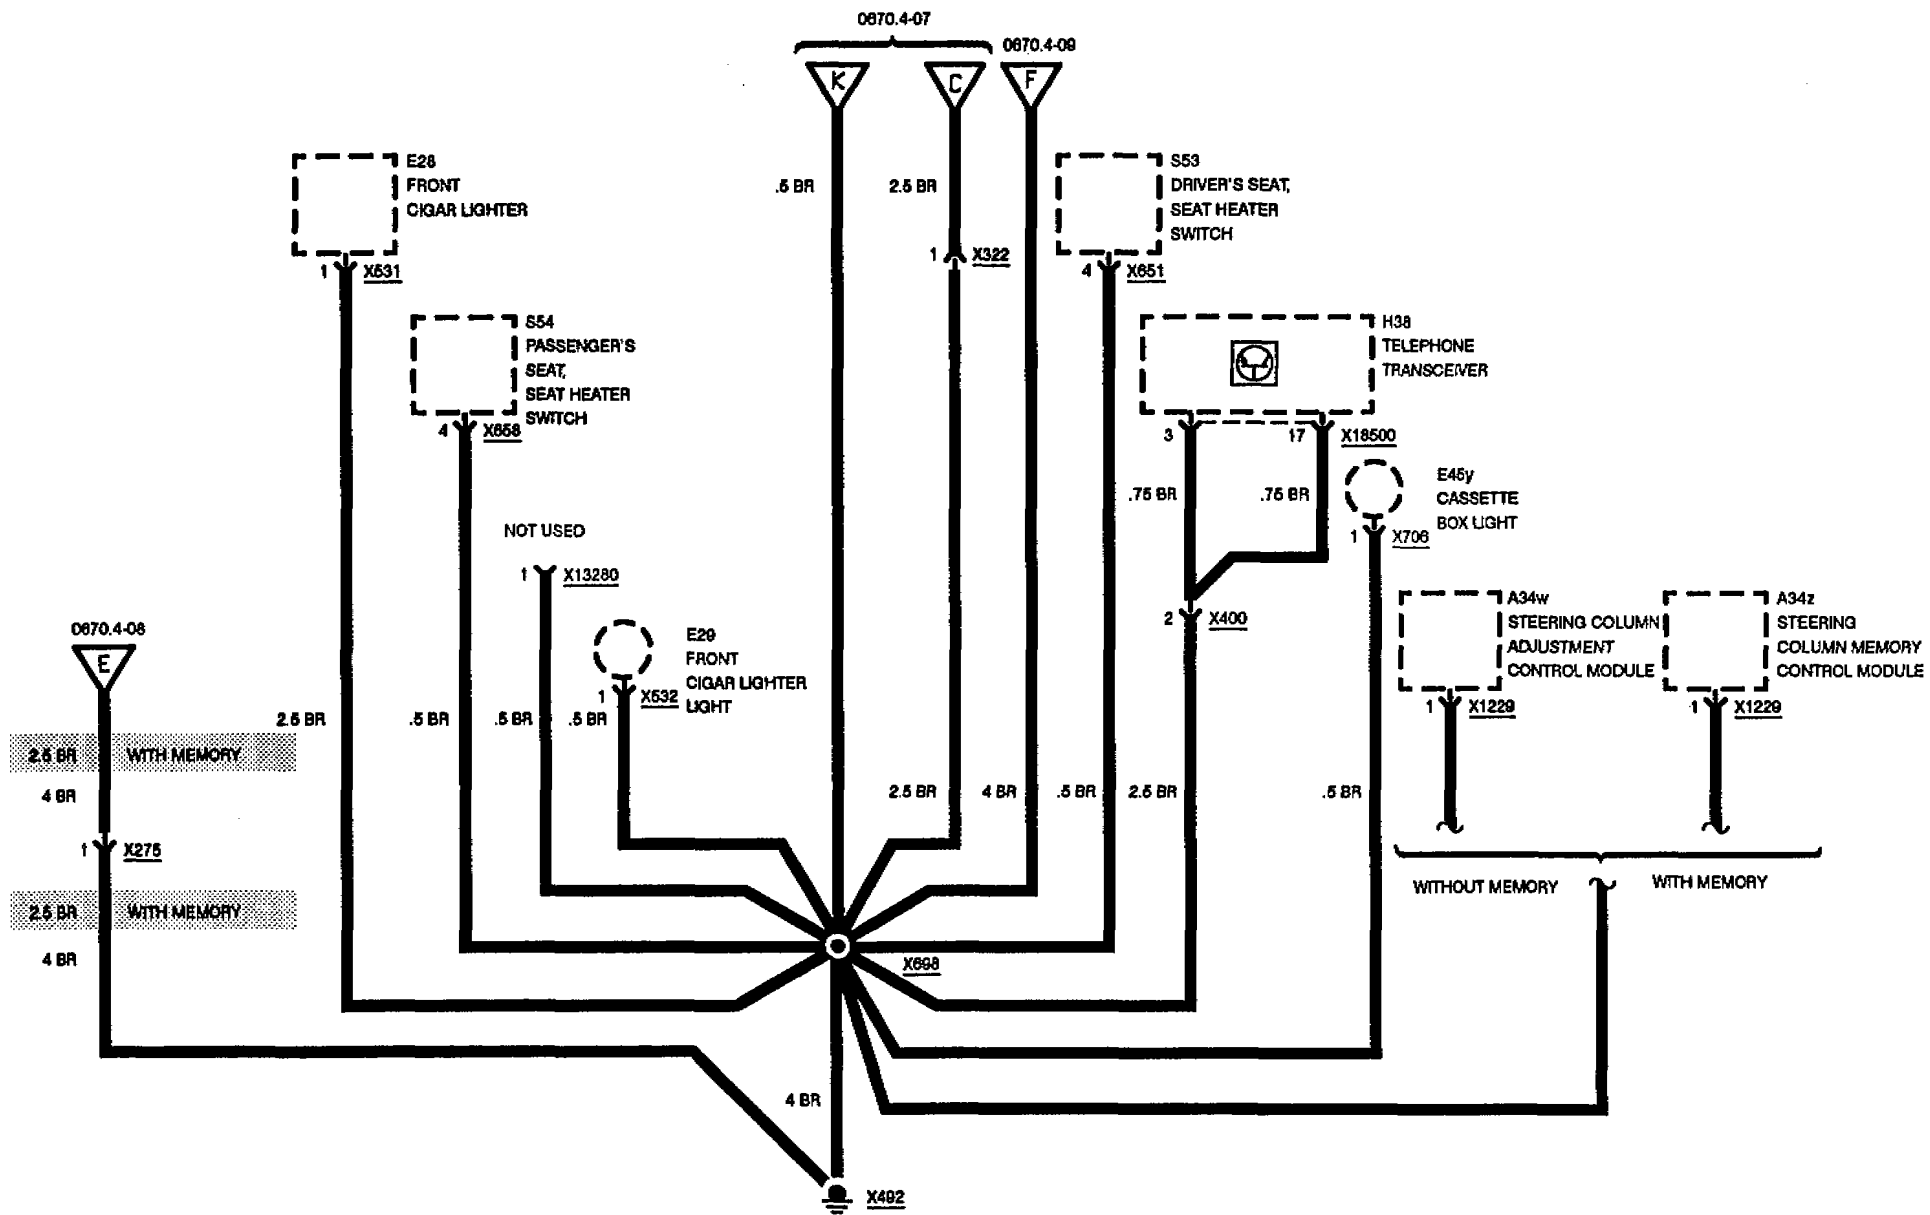 0670.4-07
0670.4-09
K
C
F
E28
FRONT
CIGAR LIGHTER
.5 BR
2.5 BR
S53
DRIVER'S SEAT,
SEAT HEATER
SWITCH
1 X531
1 X322
4 X651
S54
PASSENGER'S
SEAT,
SEAT HEATER
SWITCH
H38
TELEPHONE
TRANSCEIVER
4 X658
3
17 X18500
.75 BR
.75 BR
E45y
CASSETTE
BOX LIGHT
1 X706
NOT USED
1 X13280
A34w
STEERING COLUMN
ADJUSTMENT
CONTROL MODULE
A34z
STEERING
COLUMN MEMORY
CONTROL MODULE
2 X400
0670.4-08
E
E29
FRONT
CIGAR LIGHTER
LIGHT
1 X532
1 X1229
1 X1229
2.5 BR
.5 BR
.5 BR
.5 BR
2.5 BR WITH MEMORY
4 BR
2.5 BR
4 BR
.5 BR
2.5 BR
.5 BR
1 X275
WITHOUT MEMORY
WITH MEMORY
2.5 BR WITH MEMORY
4 BR
X698
4 BR
X492